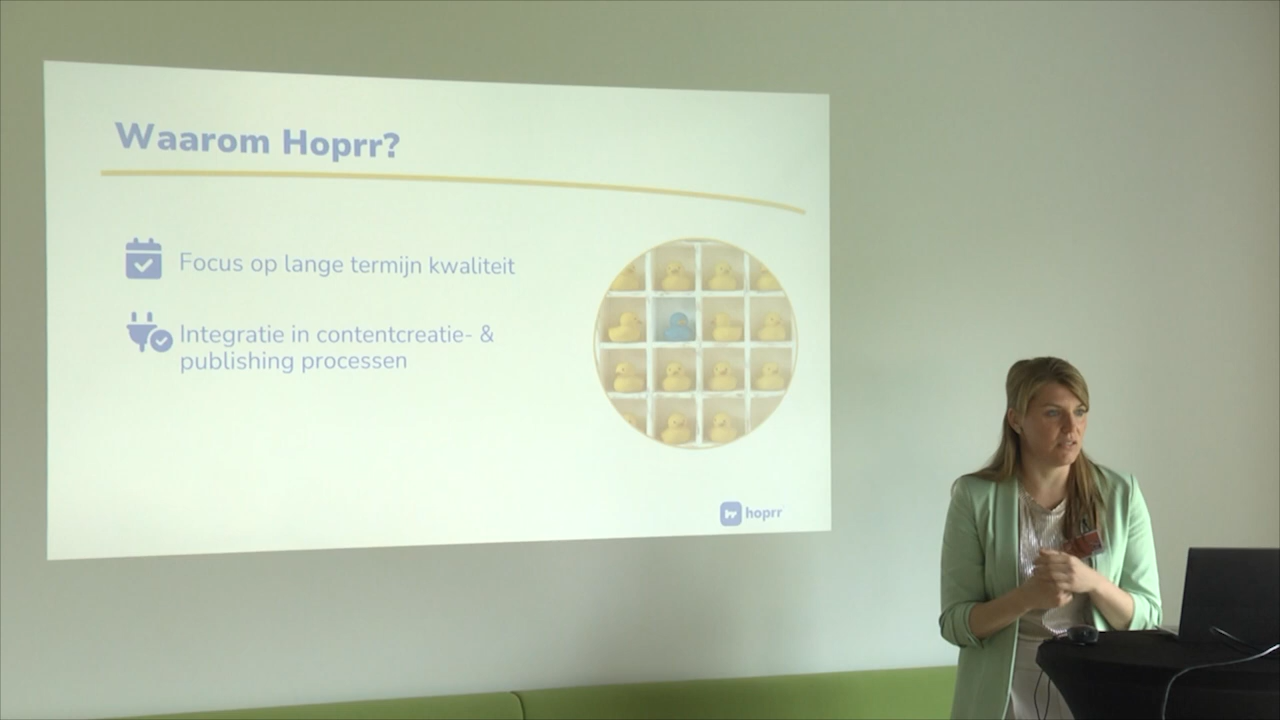 Waarom Hoprr?
Focus op lange termijn kwaliteit
Integratie in contentcreatie- &
publishing processen
hoprr